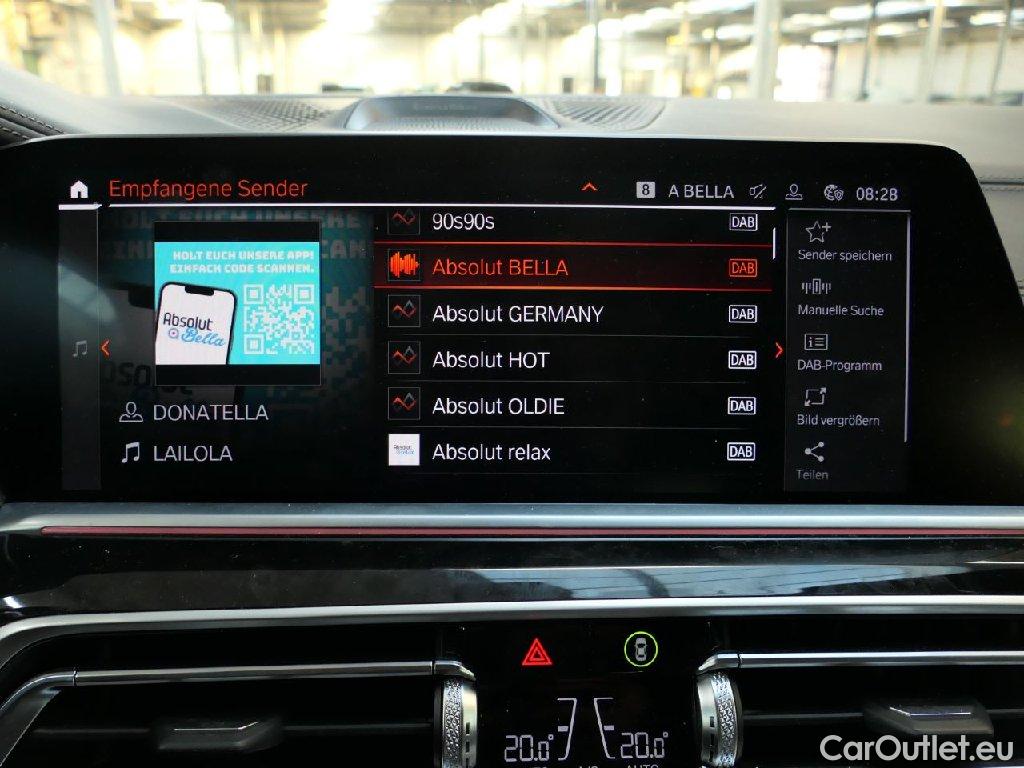 Empfangene Sender
8 A BELLA 08:28
HOLT EUCH UNSERE APP!
EINFACH CODE SCANNEN.
Absolut
Bella
DONATELLA
LAILOLA
90s90s DAB
Absolut BELLA DAB
Absolut GERMANY DAB
Absolut HOT DAB
Absolut OLDIE DAB
Absolut relax DAB
Sender speichern
Manuelle Suche
DAB-Programm
Bild vergrößern
Teilen
20.0° 20.0°
AUTO
CarOutlet.eu